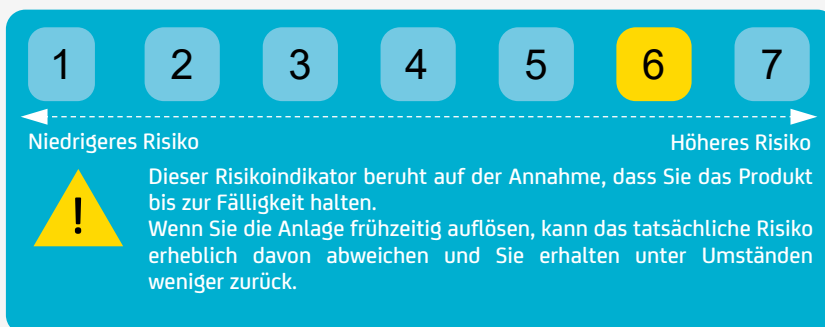 1 2 3 4 5 6 7
Niedrigeres Risiko Höheres Risiko
!
Dieser Risikoindikator beruht auf der Annahme, dass Sie das Produkt
bis zur Fälligkeit halten.
Wenn Sie die Anlage frühzeitig auflösen, kann das tatsächliche Risiko
erheblich davon abweichen und Sie erhalten unter Umständen
weniger zurück.